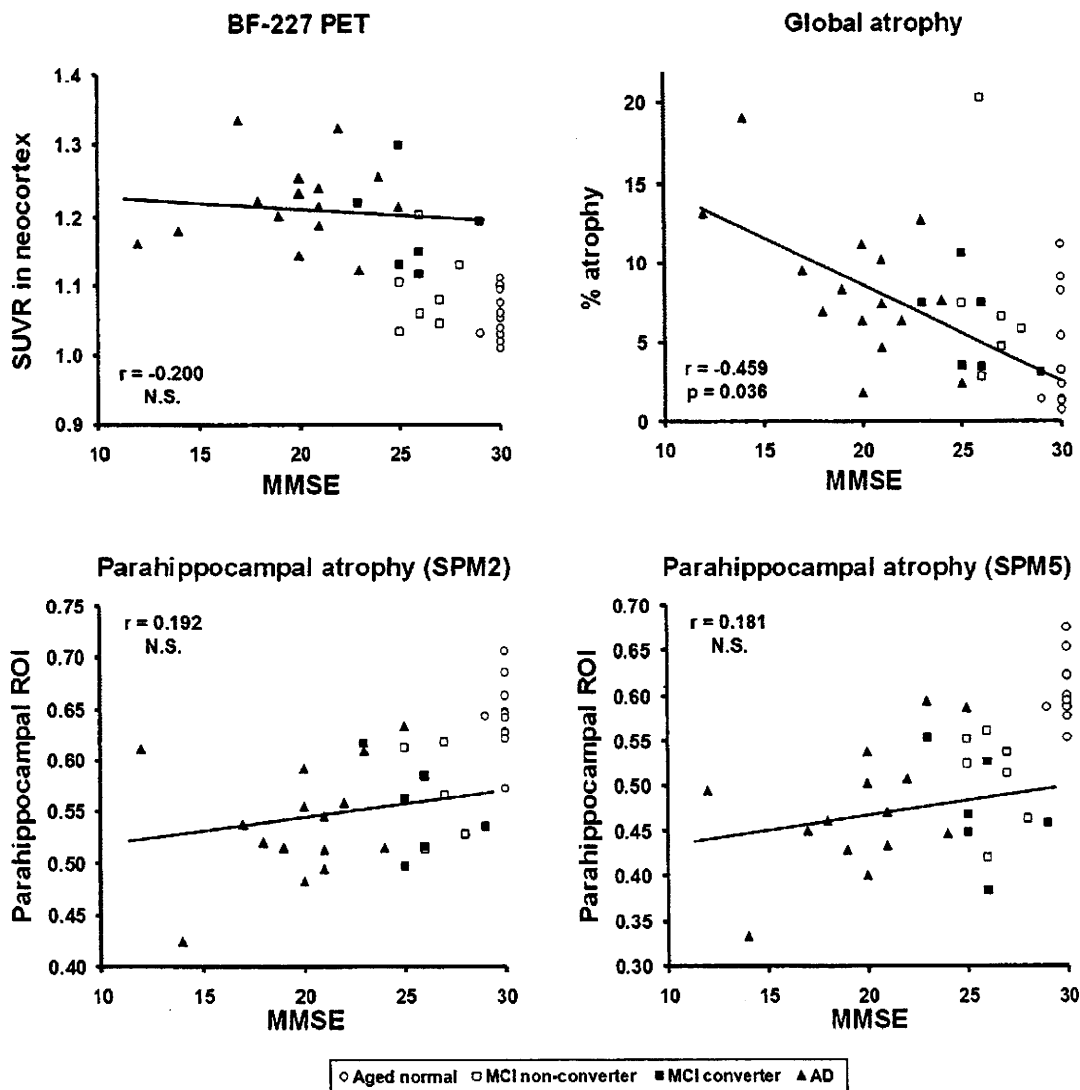 BF-227 PET
1.4
1.3
1.2
1.1
1.0
0.9
SUVR in neocortex
r = -0.200
N.S.
10 15 20 25 30
MMSE
Global atrophy
20
15
10
5
0
% atrophy
r = -0.459
p = 0.036
10 15 20 25 30
MMSE
Parahippocampal atrophy (SPM2)
0.75
0.70
0.65
0.60
0.55
0.50
0.45
0.40
Parahippocampal ROI
r = 0.192
N.S.
10 15 20 25 30
MMSE
Parahippocampal atrophy (SPM5)
0.70
0.65
0.60
0.55
0.50
0.45
0.40
0.35
0.30
Parahippocampal ROI
r = 0.181
N.S.
10 15 20 25 30
MMSE
Aged normal MCI non-converter MCI converter AD